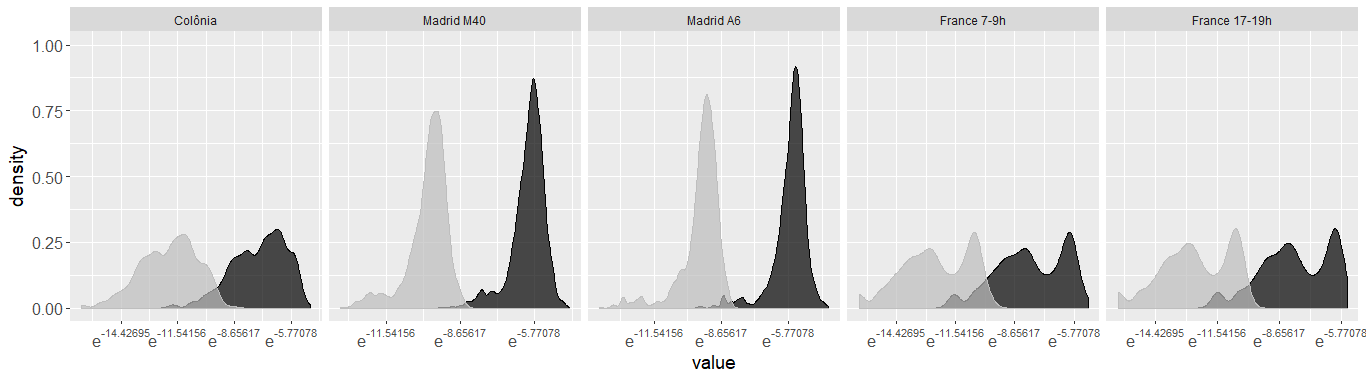 Colônia Madrid M40 Madrid A6 France 7-9h France 17-19h
1.00
0.75
0.50
0.25
0.00
density
e^-14.42695 e^-11.54156 e^-8.65617 e^-5.77078 e^-11.54156 e^-8.65617 e^-5.77078 e^-11.54156 e^-8.65617 e^-5.77078 e^-14.42695 e^-11.54156 e^-8.65617 e^-5.77078 e^-14.42695 e^-11.54156 e^-8.65617 e^-5.77078
value